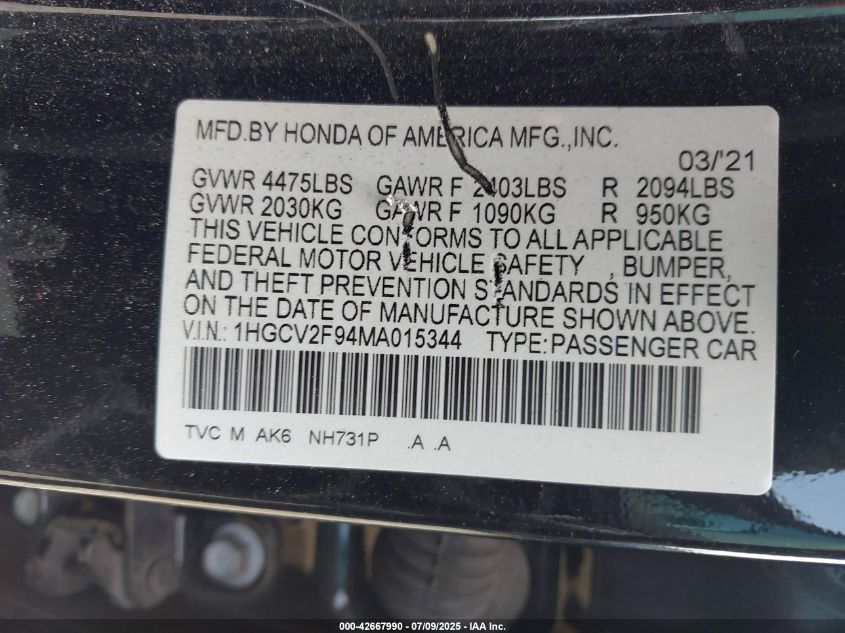 MFD.BY HONDA OF AMERICA MFG.,INC.
03/'21
GVWR 4475LBS GAWR F 2403LBS R 2094LBS
GVWR 2030KG GAWR F 1090KG R 950KG
THIS VEHICLE CONFORMS TO ALL APPLICABLE
FEDERAL MOTOR VEHICLE SAFETY , BUMPER,
AND THEFT PREVENTION STANDARDS IN EFFECT
ON THE DATE OF MANUFACTURE SHOWN ABOVE.
V.I.N.: 1HGCV2F94MA015344 TYPE:PASSENGER CAR
TVC M AK6 NH731P .A .A
000-42667990 | 07/09/2025 - IAA Inc.